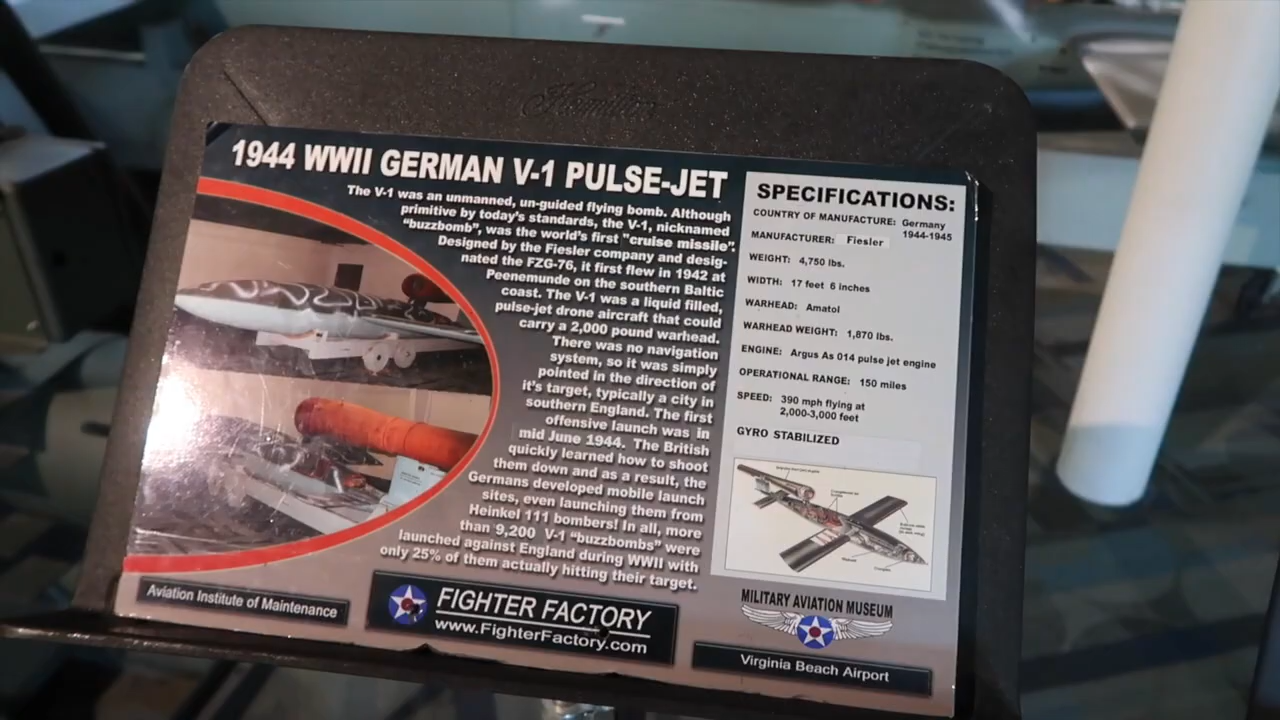 Hamilton
1944 WWII GERMAN V-1 PULSE-JET
The V-1 was an unmanned, un-guided flying bomb. Although
primitive by today's standards, the V-1, nicknamed
"buzzbomb", was the world's first "cruise missile".
Designed by the Fiesler company and desig-
nated the FZG-76, it first flew in 1942 at
Peenemunde on the southern Baltic
coast. The V-1 was a liquid filled,
pulse-jet drone aircraft that could
carry a 2,000 pound warhead.
There was no navigation
system, so it was simply
pointed in the direction of
it's target, typically a city in
southern England. The first
offensive launch was in
mid June 1944. The British
quickly learned how to shoot
them down and as a result, the
Germans developed mobile launch
sites, even launching them from
Heinkel 111 bombers! In all, more
than 9,200 V-1 "buzzbombs" were
launched against England during WWII with
only 25% of them actually hitting their target.
SPECIFICATIONS:
COUNTRY OF MANUFACTURE: Germany
1944-1945
MANUFACTURER: Fiesler
WEIGHT: 4,750 lbs.
WIDTH: 17 feet 6 inches
WARHEAD: Amatol
WARHEAD WEIGHT: 1,870 lbs.
ENGINE: Argus As 014 pulse jet engine
OPERATIONAL RANGE: 150 miles
SPEED: 390 mph flying at
2,000-3,000 feet
GYRO STABILIZED
Aviation Institute of Maintenance
FIGHTER FACTORY
www.FighterFactory.com
MILITARY AVIATION MUSEUM
Virginia Beach Airport